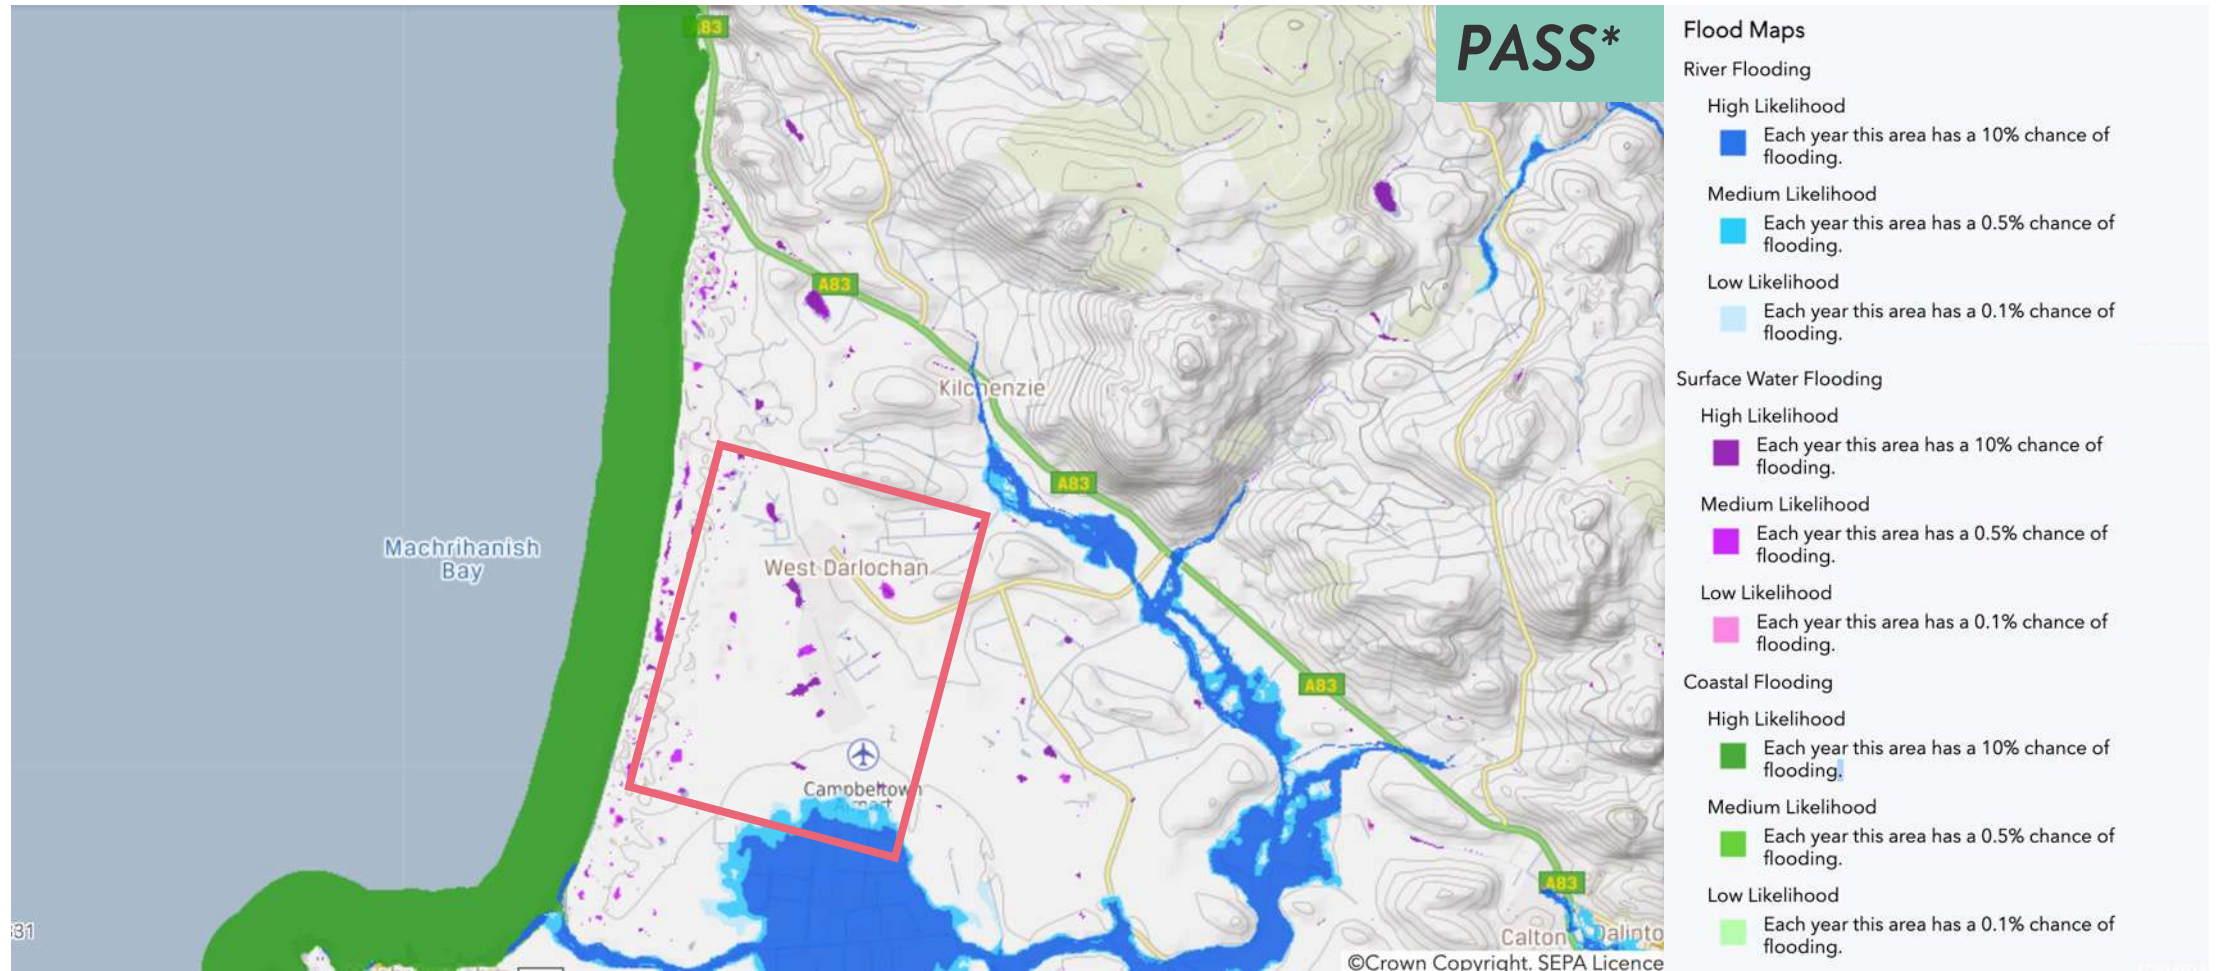 A83
PASS*
A83
Kilchenzie
A83
Machrihanish
Bay
West Darlochan
A83
Campbeltown
Airport
A83
31
Calton
Dalinto
©Crown Copyright. SEPA Licence
Flood Maps
River Flooding
High Likelihood
Each year this area has a 10% chance of
flooding.
Medium Likelihood
Each year this area has a 0.5% chance of
flooding.
Low Likelihood
Each year this area has a 0.1% chance of
flooding.
Surface Water Flooding
High Likelihood
Each year this area has a 10% chance of
flooding.
Medium Likelihood
Each year this area has a 0.5% chance of
flooding.
Low Likelihood
Each year this area has a 0.1% chance of
flooding.
Coastal Flooding
High Likelihood
Each year this area has a 10% chance of
flooding.
Medium Likelihood
Each year this area has a 0.5% chance of
flooding.
Low Likelihood
Each year this area has a 0.1% chance of
flooding.